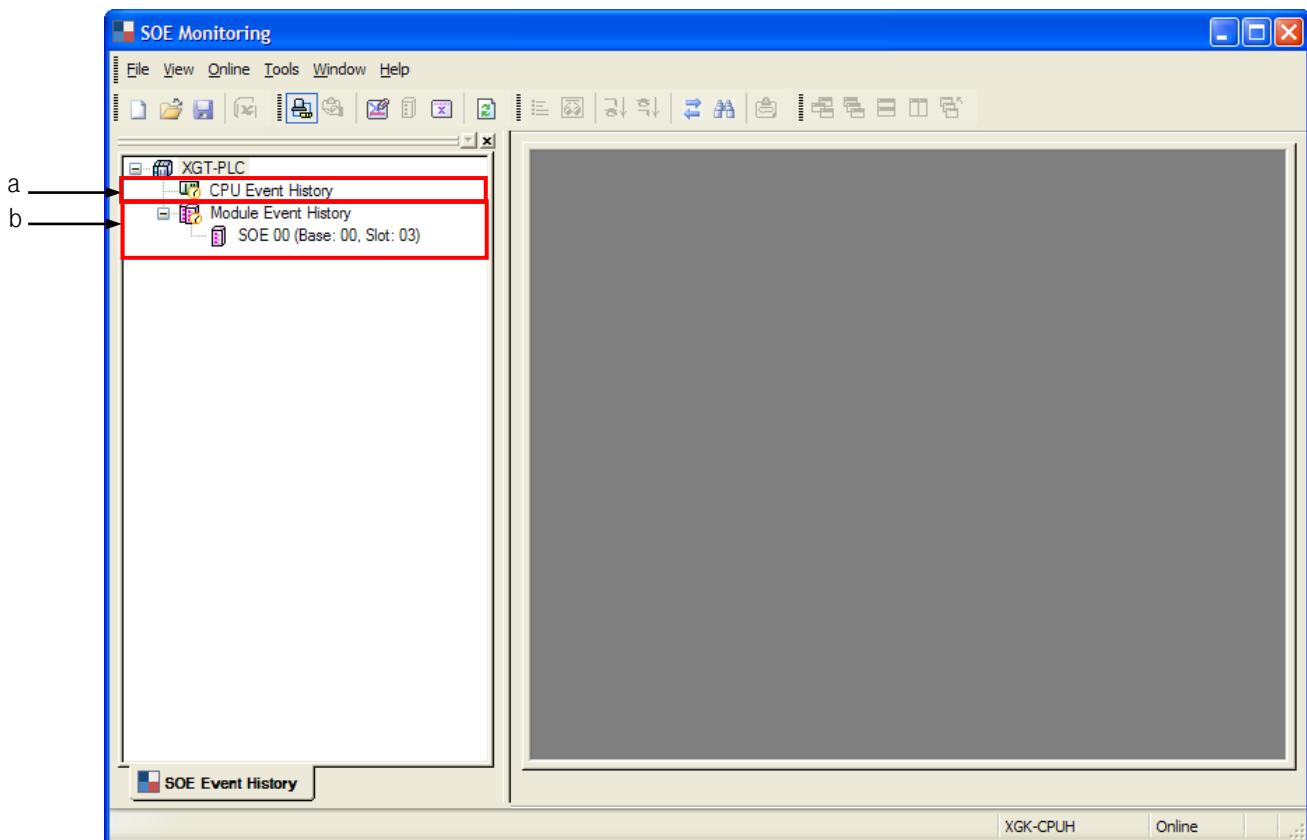 SOE Monitoring
File View Online Tools Window Help
XGT-PLC
a
CPU Event History
b
Module Event History
SOE 00 (Base: 00, Slot: 03)
SOE Event History
XGK-CPUH Online